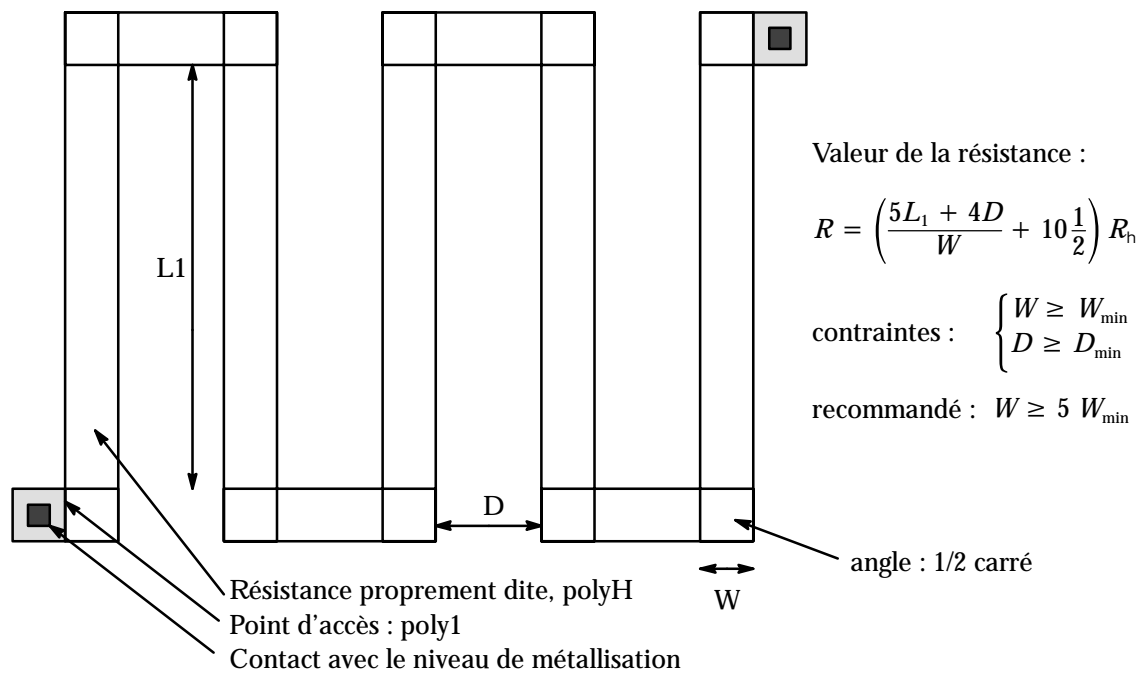 Valeur de la résistance :
R = ( (5L₁ + 4D) / W + 10 1/2 ) Rₕ
L1
contraintes : { W ≥ Wmin
D ≥ Dmin
recommandé : W ≥ 5 Wmin
D
angle : 1/2 carré
W
Résistance proprement dite, polyH
Point d'accès : poly1
Contact avec le niveau de métallisation